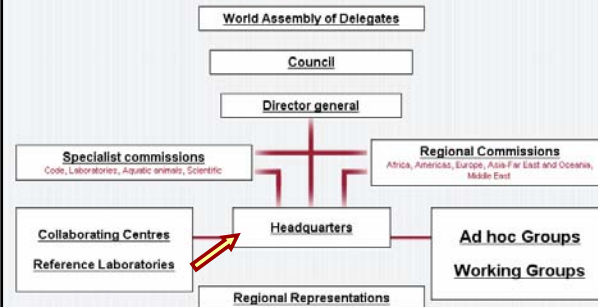 World Assembly of Delegates
Council
Director general
Specialist commissions
Code, Laboratories, Aquatic animals, Scientific
Regional Commissions
Africa, Americas, Europe, Asia-Far East and Oceania,
Middle East
Collaborating Centres
Reference Laboratories
Headquarters
Ad hoc Groups
Working Groups
Regional Representations